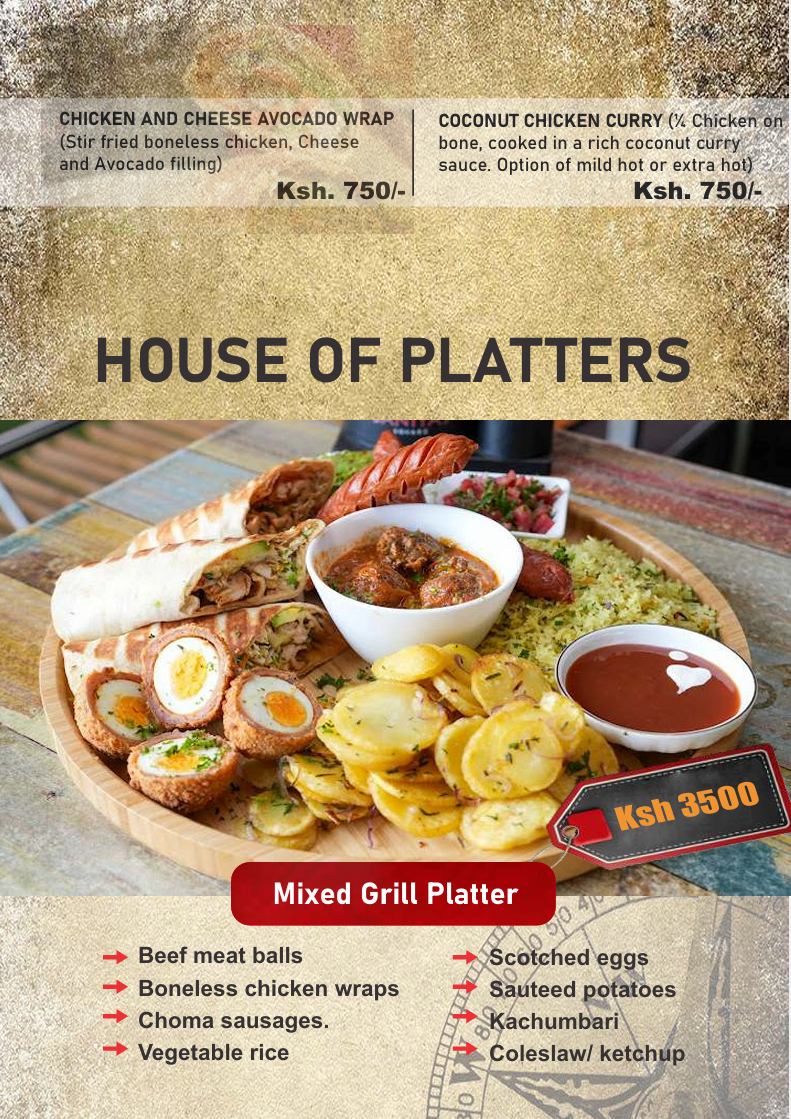 CHICKEN AND CHEESE AVOCADO WRAP
(Stir fried boneless chicken, Cheese
and Avocado filling)
Ksh. 750/-
COCONUT CHICKEN CURRY (¼ Chicken on
bone, cooked in a rich coconut curry
sauce. Option of mild hot or extra hot)
Ksh. 750/-
HOUSE OF PLATTERS
Ksh 3500
Mixed Grill Platter
Beef meat balls
Boneless chicken wraps
Choma sausages.
Vegetable rice
Scotched eggs
Sauteed potatoes
Kachumbari
Coleslaw/ ketchup
W